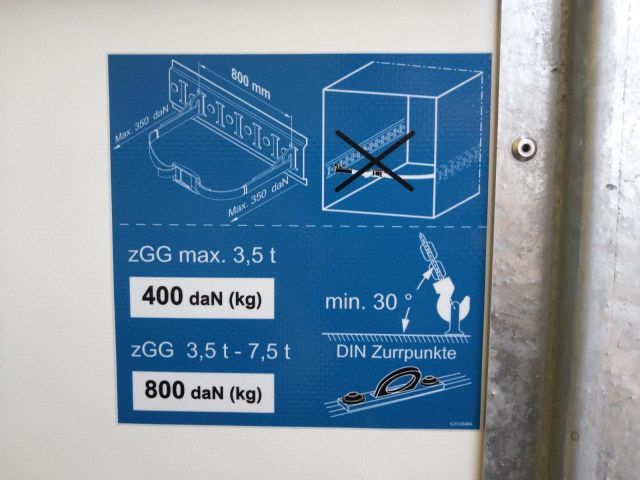 800 mm
Max. 350 daN
Max. 350 daN
zGG max. 3,5 t
400 daN (kg)
min. 30 °
zGG 3,5 t - 7,5 t
DIN Zurrpunkte
800 daN (kg)